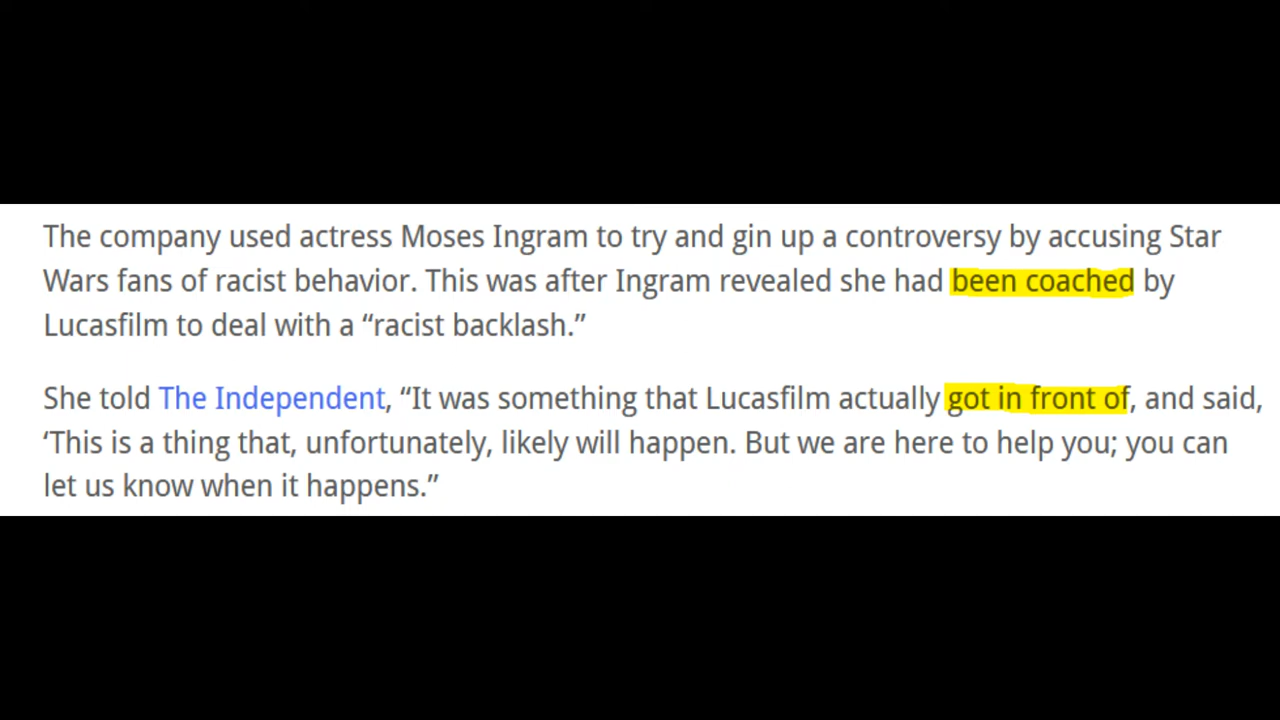 The company used actress Moses Ingram to try and gin up a controversy by accusing Star
Wars fans of racist behavior. This was after Ingram revealed she had been coached by
Lucasfilm to deal with a “racist backlash.”
She told The Independent, “It was something that Lucasfilm actually got in front of, and said,
‘This is a thing that, unfortunately, likely will happen. But we are here to help you; you can
let us know when it happens.”